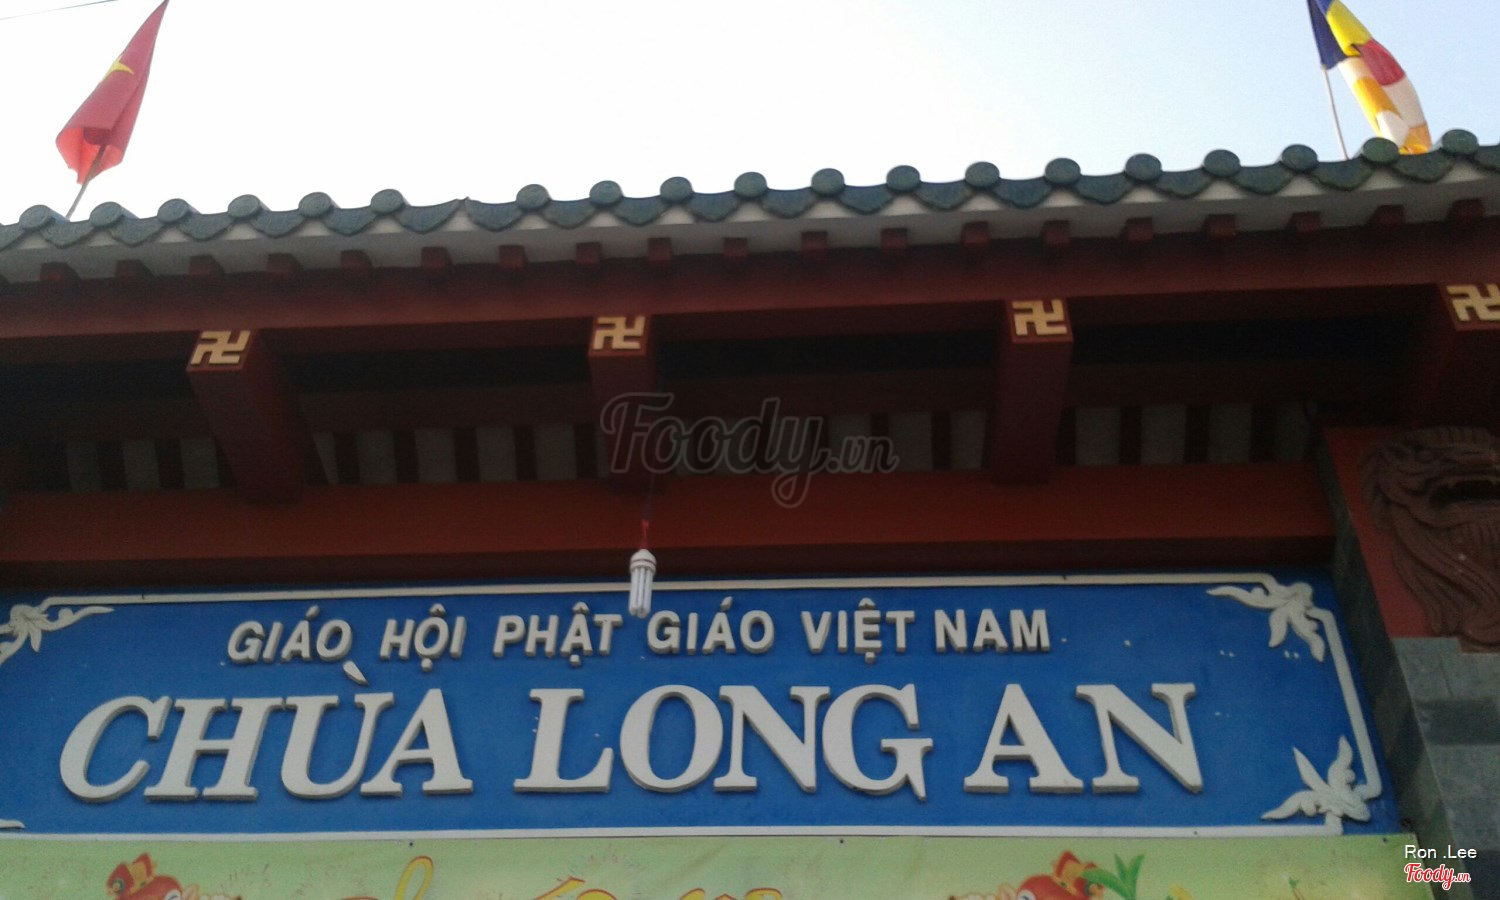 Foody.vn
GIÁO HỘI PHẬT GIÁO VIỆT NAM
CHÙA LONG AN
Ron .Lee
Foody.vn